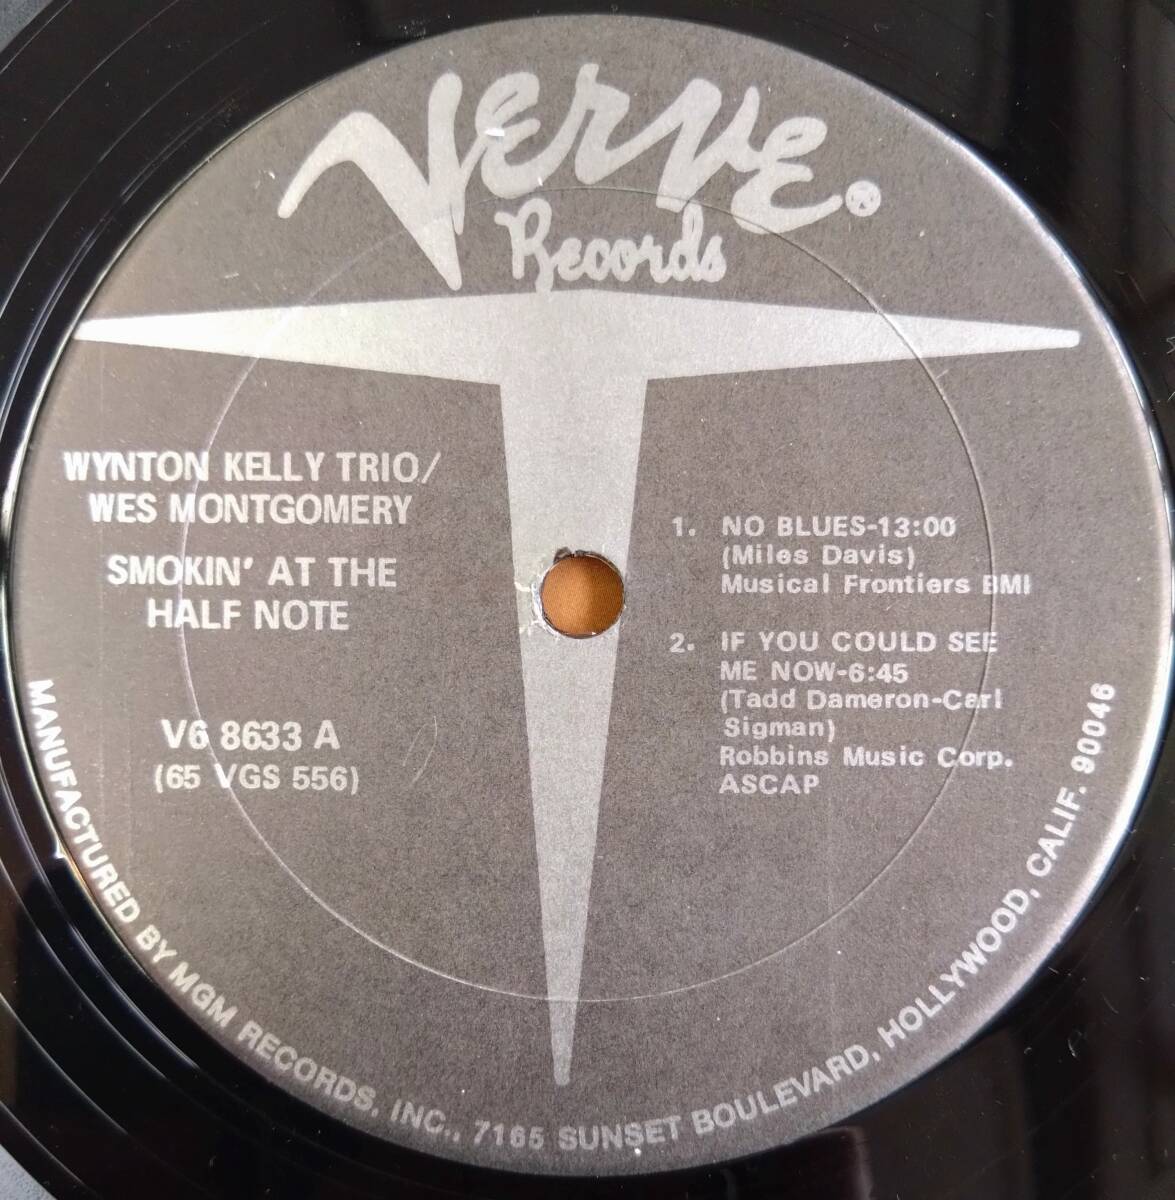 Verve
Records
WYNTON KELLY TRIO/
WES MONTGOMERY
SMOKIN' AT THE
HALF NOTE
V6 8633 A
(65 VGS 556)
1. NO BLUES-13:00
(Miles Davis)
Musical Frontiers BMI
2. IF YOU COULD SEE
ME NOW-6:45
(Tadd Dameron-Carl
Sigman)
Robbins Music Corp.
ASCAP
MANUFACTURED BY MGM RECORDS, INC., 7165 SUNSET BOULEVARD, HOLLYWOOD, CALIF. 90046